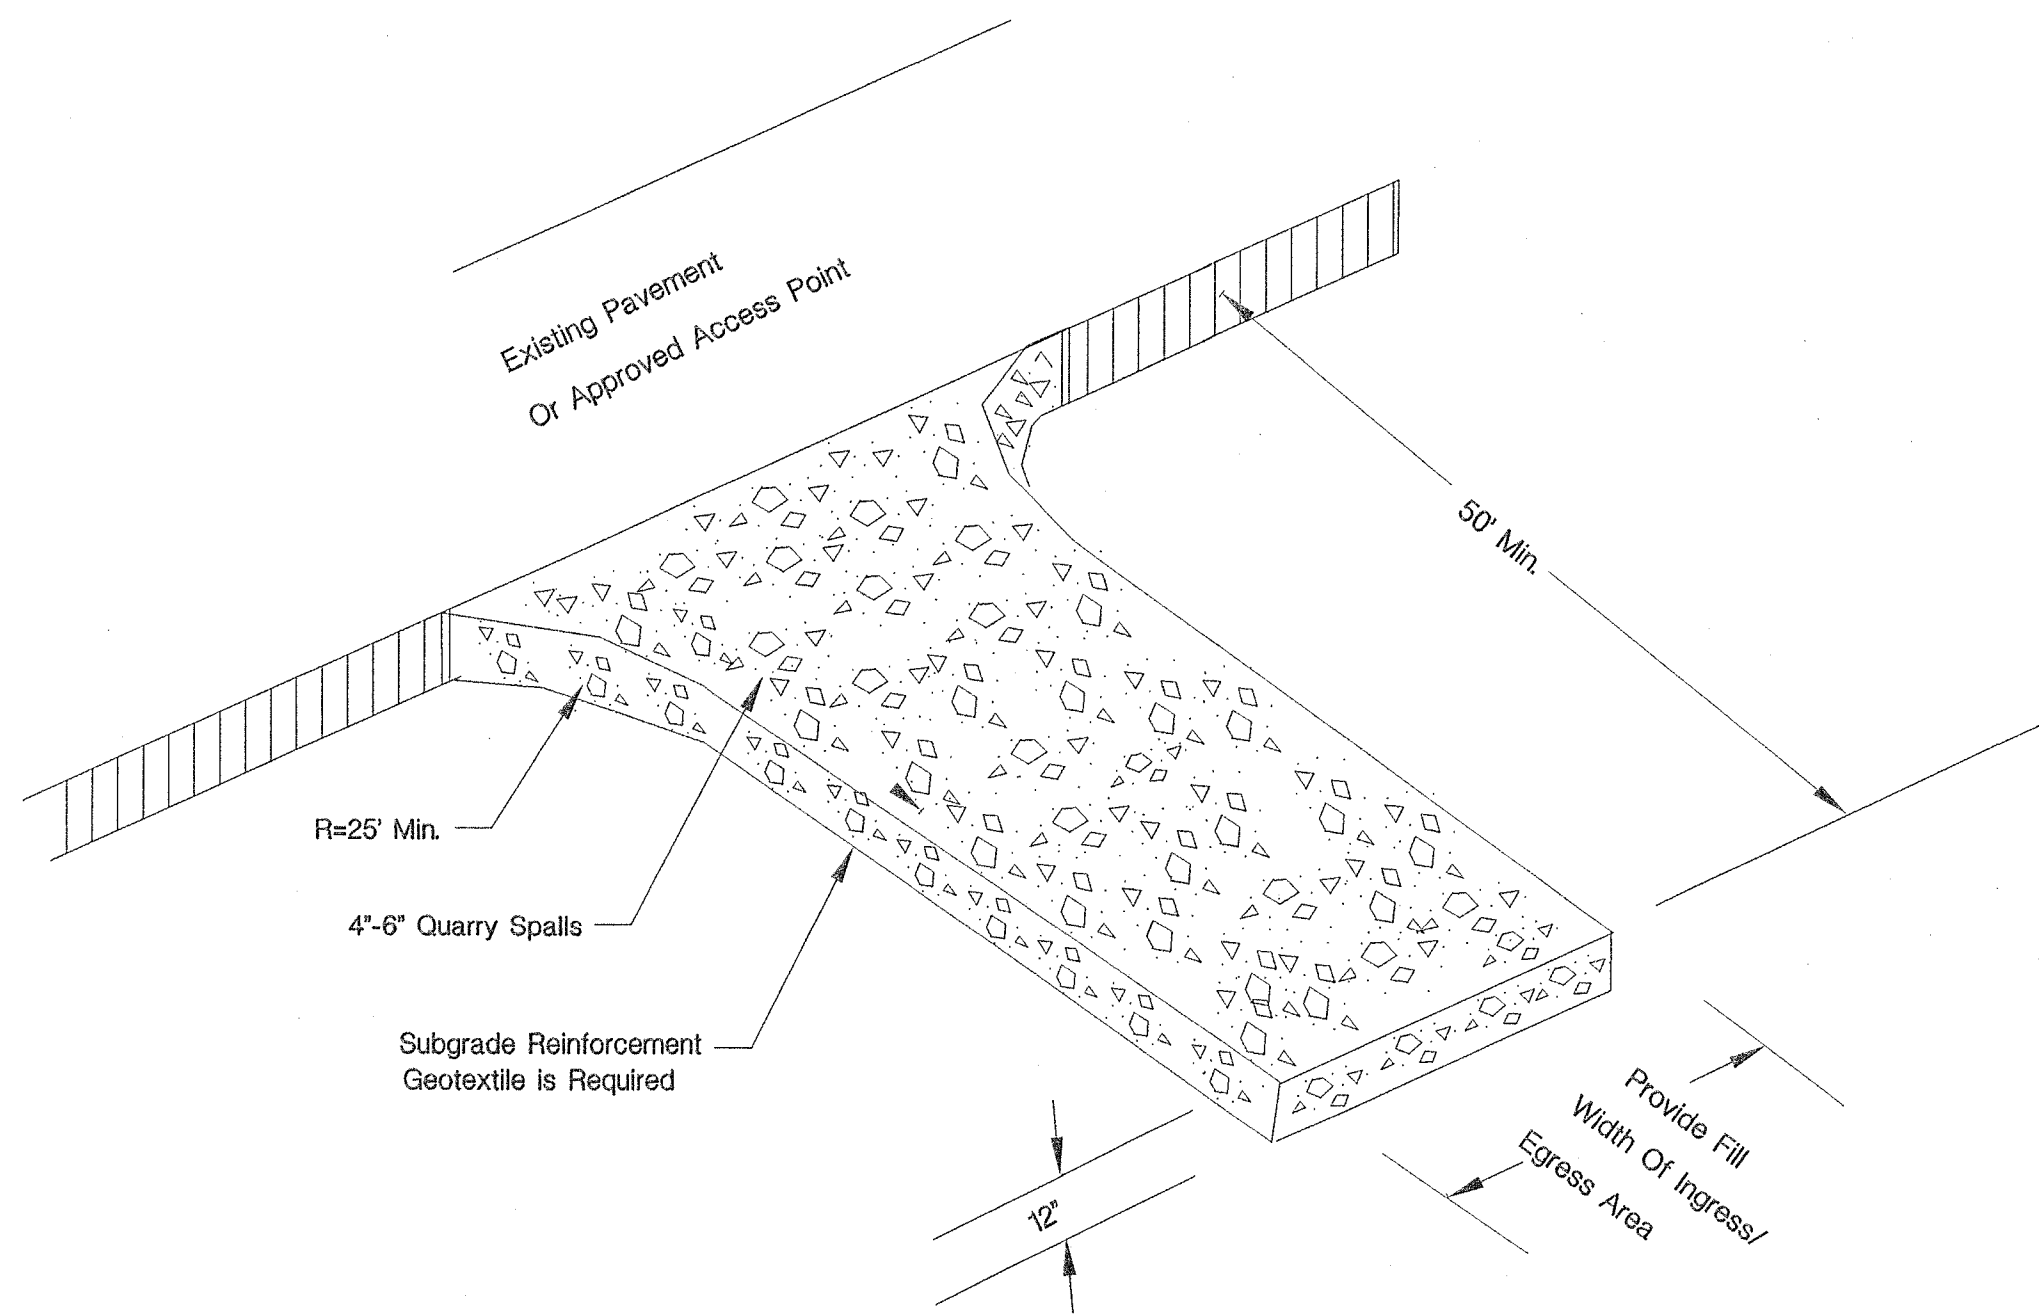 Existing Pavement
Or Approved Access Point
50' Min.
R=25' Min.
4"-6" Quarry Spalls
Subgrade Reinforcement
Geotextile is Required
12"
Provide Fill
Width Of Ingress/
Egress Area